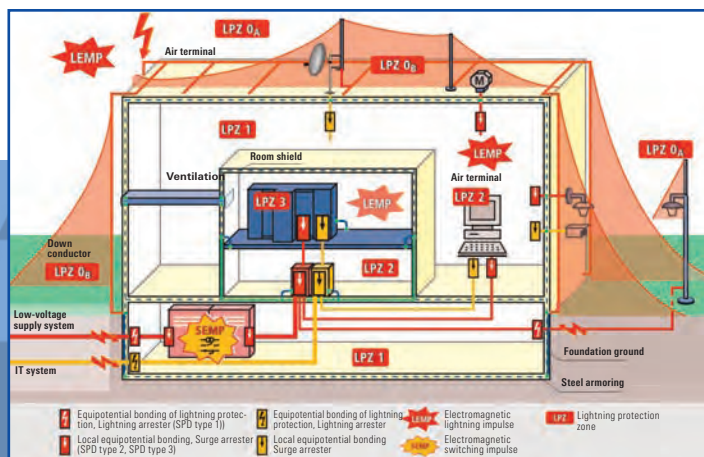 LPZ 0A
LEMP
Air terminal
LPZ 0B
M
LPZ 1
LEMP
LPZ 0A
Room shield
Ventilation
Air terminal
LPZ 3
LEMP
LPZ 2
Down
conductor
LPZ 0B
LPZ 2
Low-voltage
supply system
SEMP
IT system
LPZ 1
Foundation ground
Steel armoring
Equipotential bonding of lightning protec-
tion, Lightning arrester (SPD type 1))
Equipotential bonding of lightning
protection, Lightning arrester
LEMP
Electromagnetic
lightning impulse
LPZ
Lightning protection
zone
Local equipotential bonding, Surge arrester
(SPD type 2, SPD type 3)
Local equipotential bonding
Surge arrester
SEMP
Electromagnetic
switching impulse